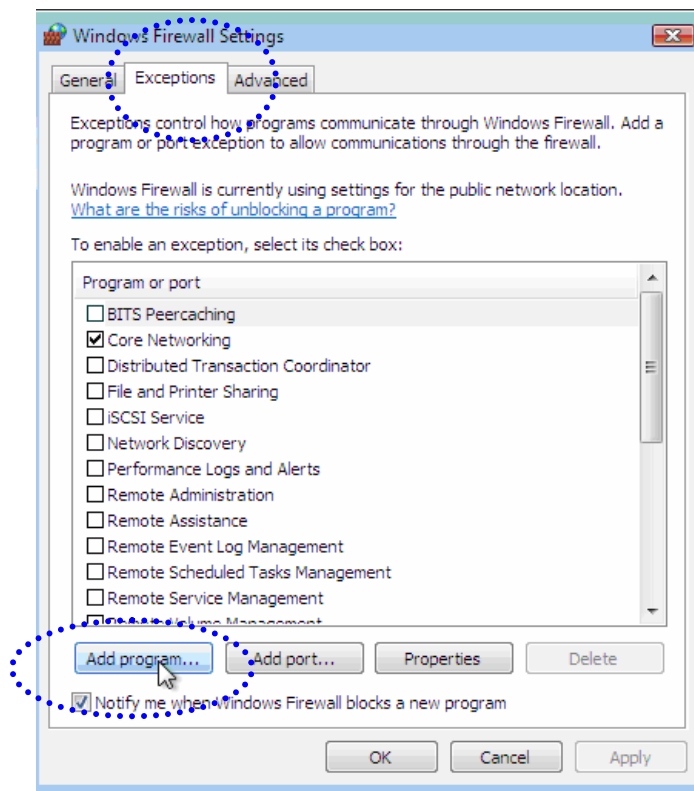 Windows Firewall Settings
General Exceptions Advanced
Exceptions control how programs communicate through Windows Firewall. Add a
program or port exception to allow communications through the firewall.
Windows Firewall is currently using settings for the public network location.
What are the risks of unblocking a program?
To enable an exception, select its check box:
Program or port
BITS Peercaching
Core Networking
Distributed Transaction Coordinator
File and Printer Sharing
iSCSI Service
Network Discovery
Performance Logs and Alerts
Remote Administration
Remote Assistance
Remote Event Log Management
Remote Scheduled Tasks Management
Remote Service Management
Remote Volume Management
Add program... Add port... Properties Delete
Notify me when Windows Firewall blocks a new program
OK Cancel Apply